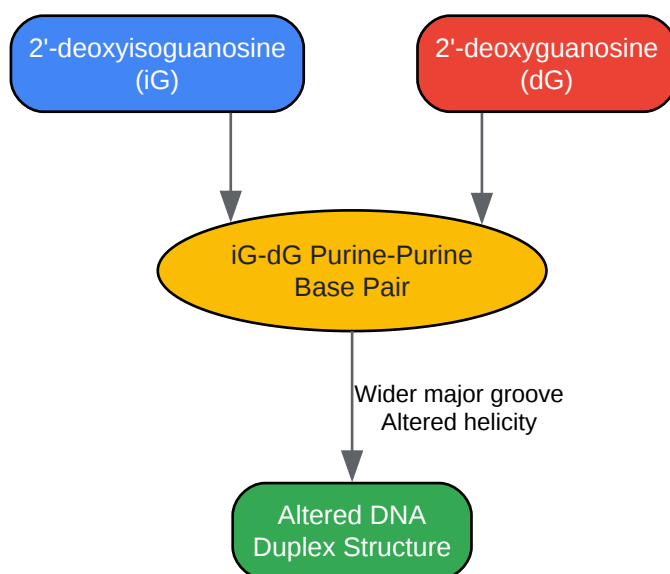 2'-deoxyisoguanosine
(iG)
2'-deoxyguanosine
(dG)
iG-dG Purine-Purine
Base Pair
Wider major groove
Altered helicity
Altered DNA
Duplex Structure